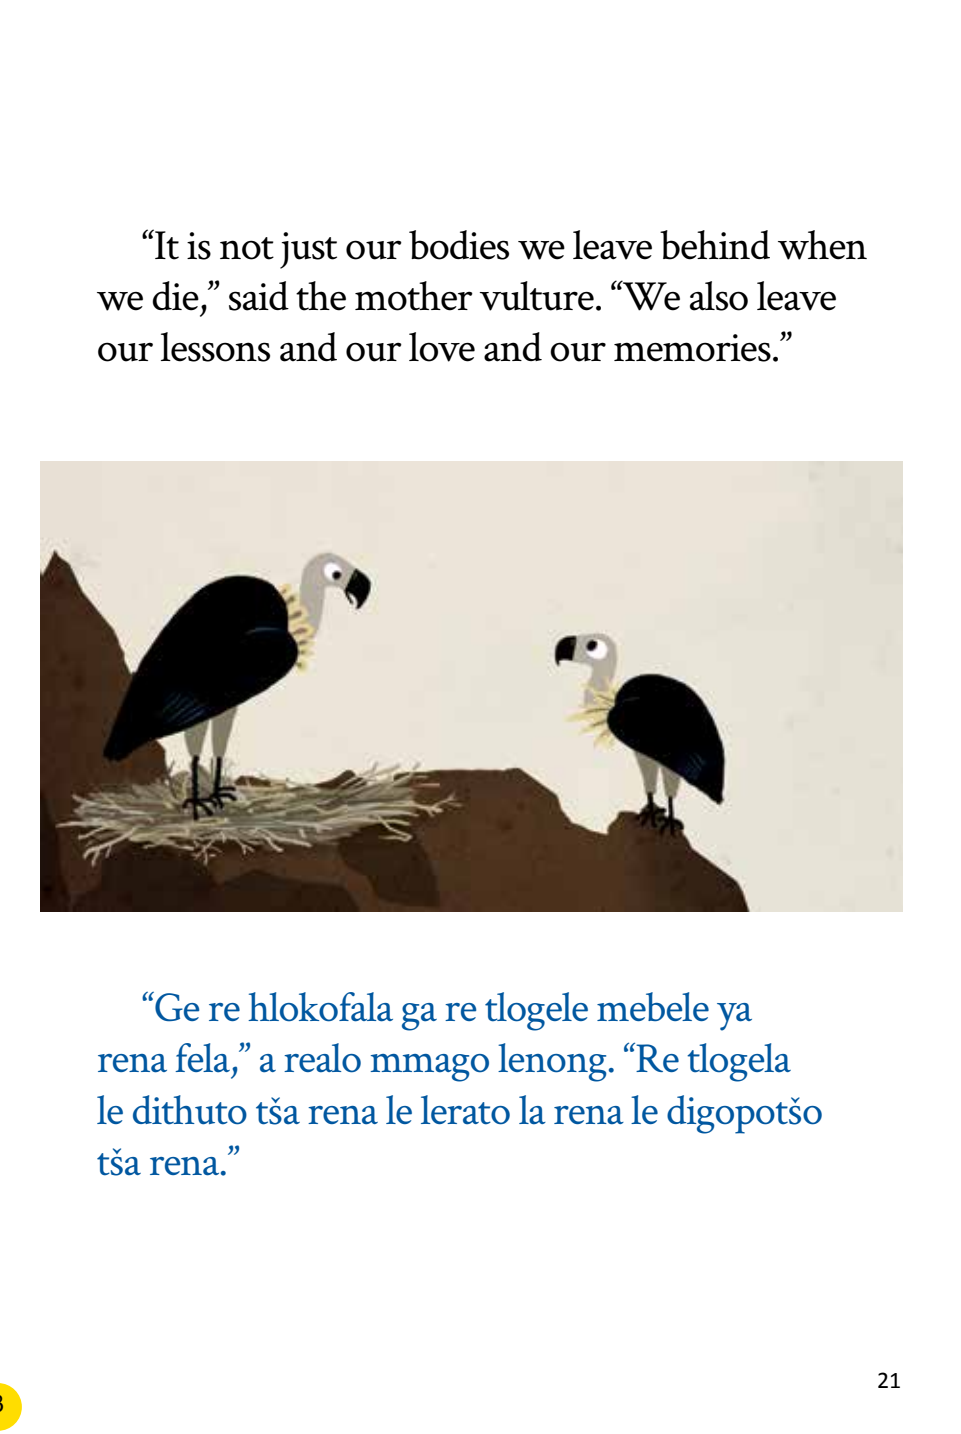 “It is not just our bodies we leave behind when
we die,” said the mother vulture. “We also leave
our lessons and our love and our memories.”
“Ge re hlokofala ga re tlogele mebele ya
rena fela,” a realo mmago lenong. “Re tlogela
le dithuto tša rena le lerato la rena le digopotšo
tša rena.”
21